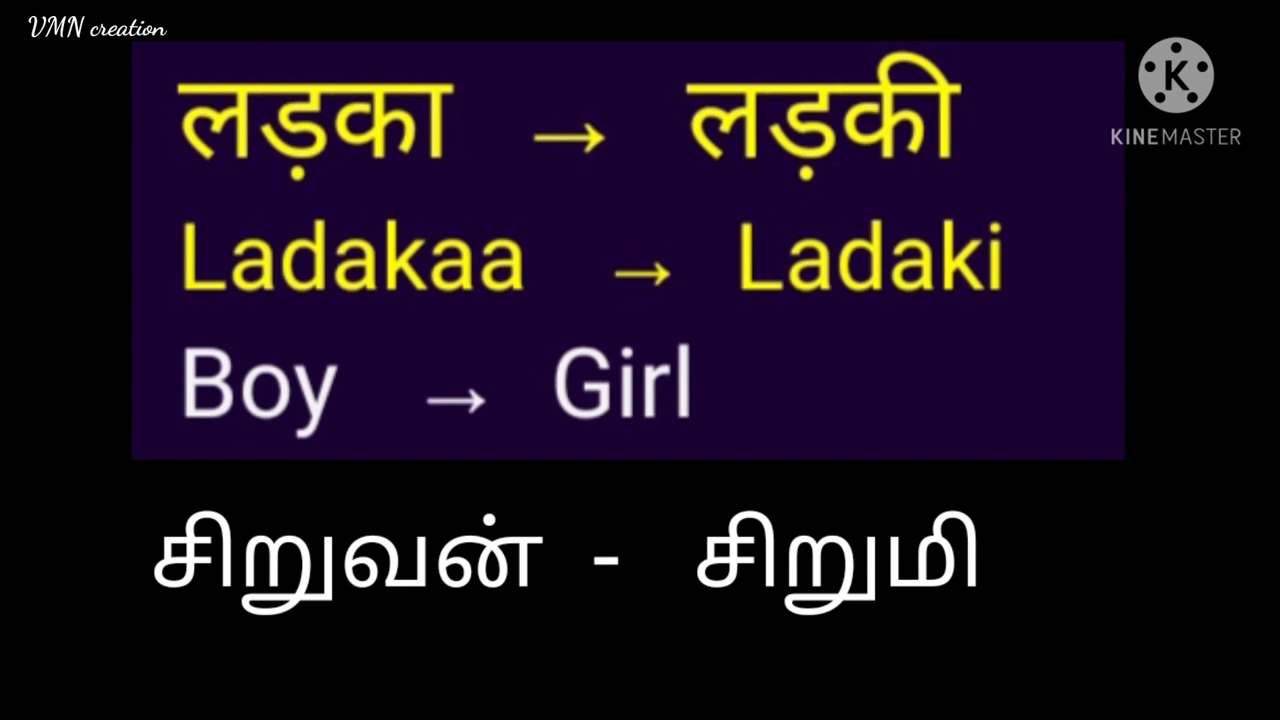 VMN creation
लड़का → लड़की
KINEMASTER
Ladakaa → Ladaki
Boy → Girl
சிறுவன் - சிறுமி